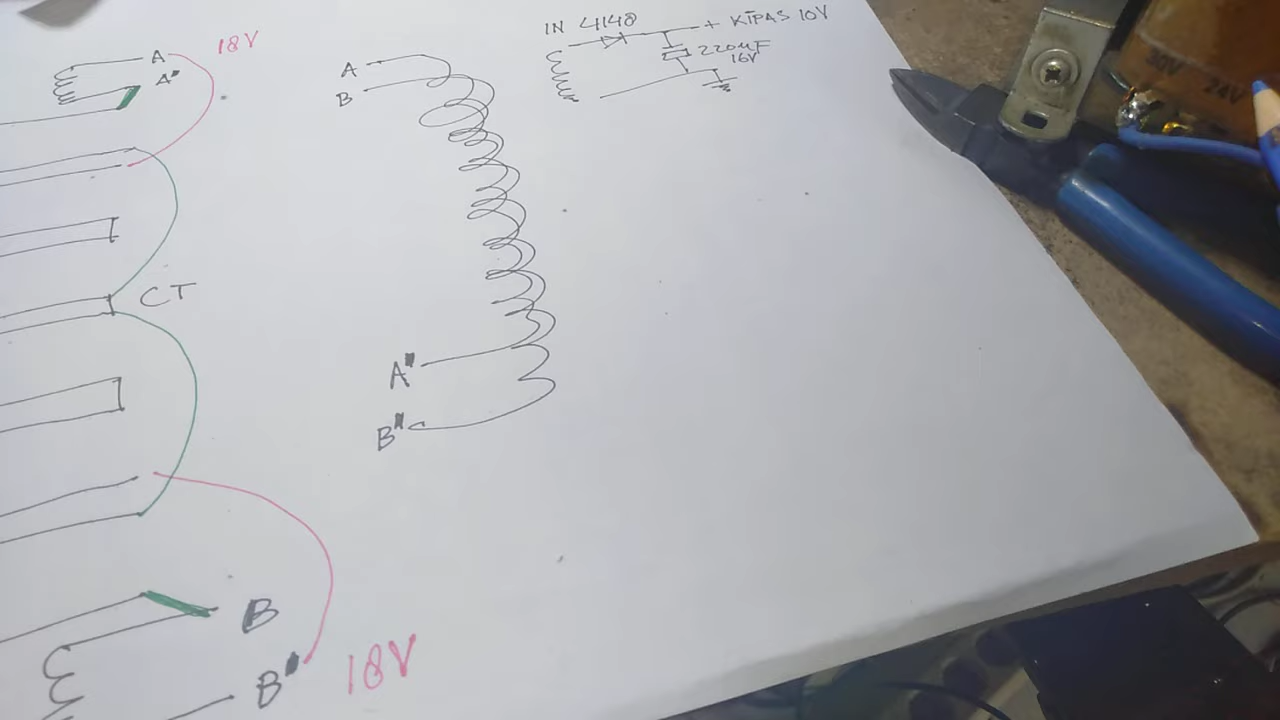 A
18V
A"
CT
B
B"
18V
A
B
A"
B"
IN 4148
+ KIPAS 10V
220uF
16V
30V
24V